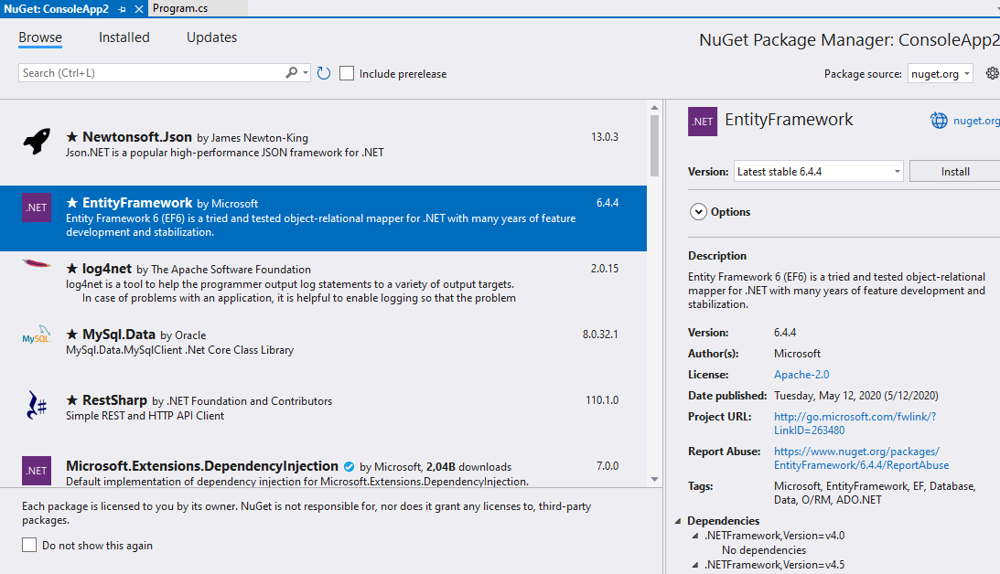 NuGet: ConsoleApp2
Program.cs
Browse
Installed
Updates
NuGet Package Manager: ConsoleApp2
Search (Ctrl+L)
Include prerelease
Package source:
nuget.org
Newtonsoft.Json by James Newton-King
13.0.3
Json.NET is a popular high-performance JSON framework for .NET
.NET
EntityFramework by Microsoft
6.4.4
Entity Framework 6 (EF6) is a tried and tested object-relational mapper for .NET with many years of feature
development and stabilization.
log4net by The Apache Software Foundation
2.0.15
log4net is a tool to help the programmer output log statements to a variety of output targets.
In case of problems with an application, it is helpful to enable logging so that the problem
MySQL
MySql.Data by Oracle
8.0.32.1
MySql.Data.MySqlClient .Net Core Class Library
RestSharp by .NET Foundation and Contributors
110.1.0
Simple REST and HTTP API Client
.NET
Microsoft.Extensions.DependencyInjection by Microsoft, 2,04B downloads
7.0.0
Default implementation of dependency injection for Microsoft.Extensions.DependencyInjection.
Each package is licensed to you by its owner. NuGet is not responsible for, nor does it grant any licenses to, third-party
packages.
Do not show this again
.NET
EntityFramework
nuget.org
Version:
Latest stable 6.4.4
Install
Options
Description
Entity Framework 6 (EF6) is a tried and tested object-relational
mapper for .NET with many years of feature development and
stabilization.
Version: 6.4.4
Author(s): Microsoft
License: Apache-2.0
Date published: Tuesday, May 12, 2020 (5/12/2020)
Project URL: http://go.microsoft.com/fwlink/?
LinkID=263480
Report Abuse: https://www.nuget.org/packages/
EntityFramework/6.4.4/ReportAbuse
Tags: Microsoft, EntityFramework, EF, Database,
Data, O/RM, ADO.NET
Dependencies
.NETFramework,Version=v4.0
No dependencies
.NETFramework,Version=v4.5